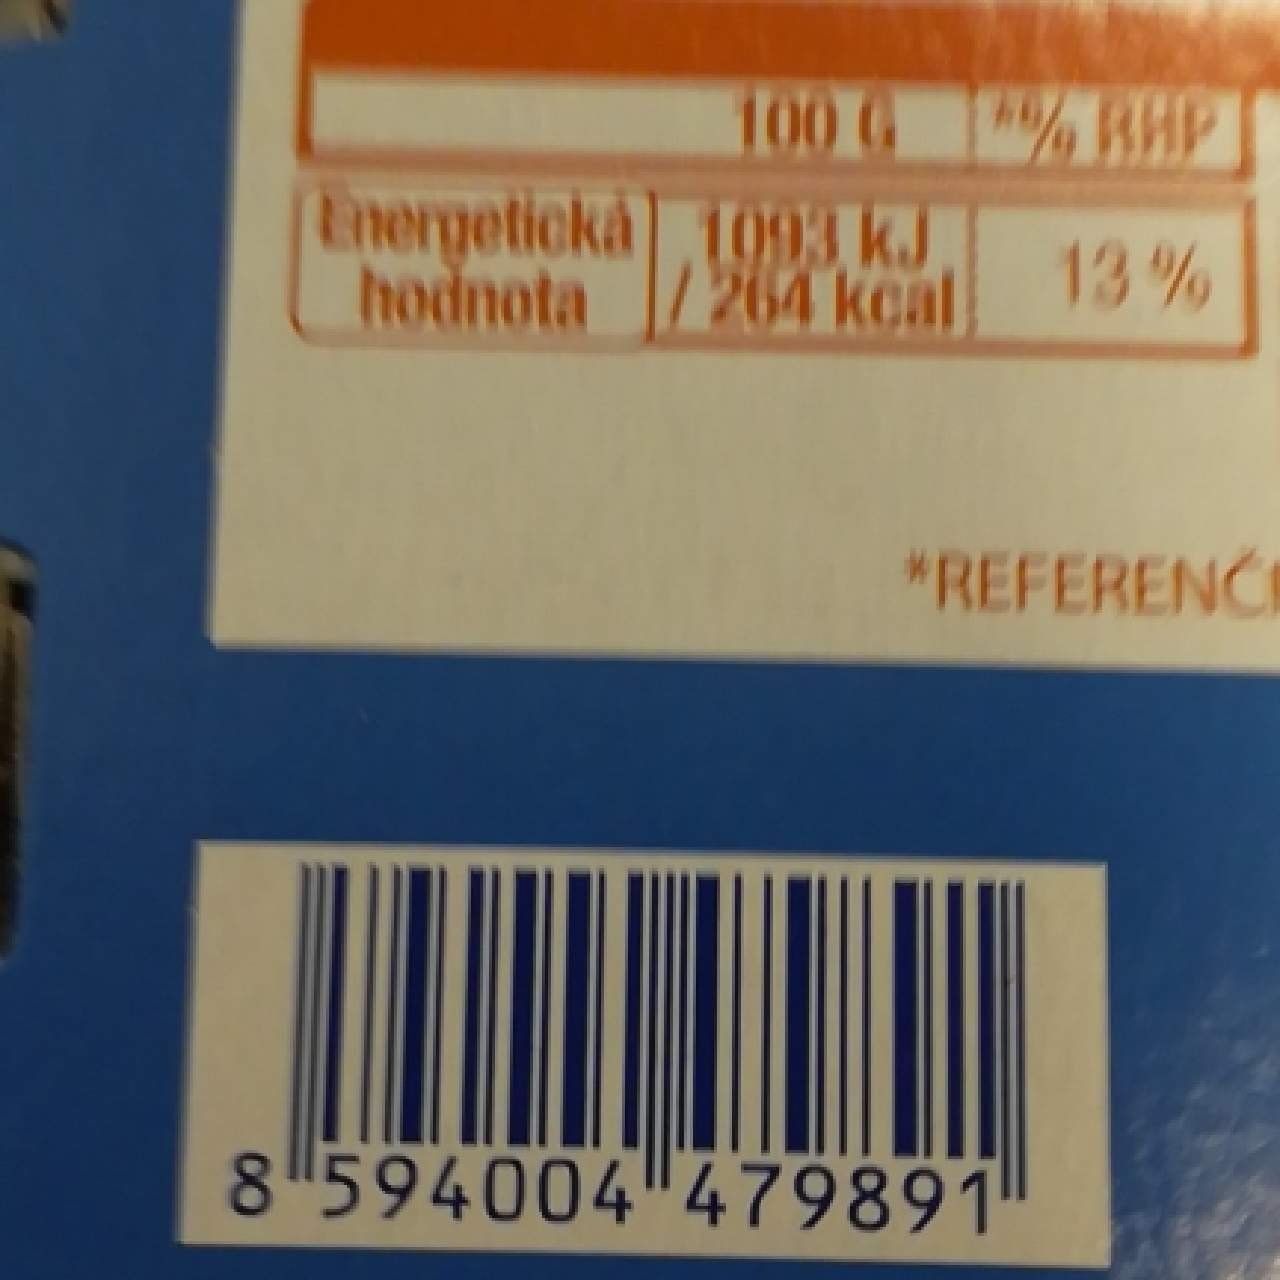 100 G *% RHP
Energetická 1093 kJ 13 %
hodnota / 264 kcal
*REFERENČ
8 594004 479891